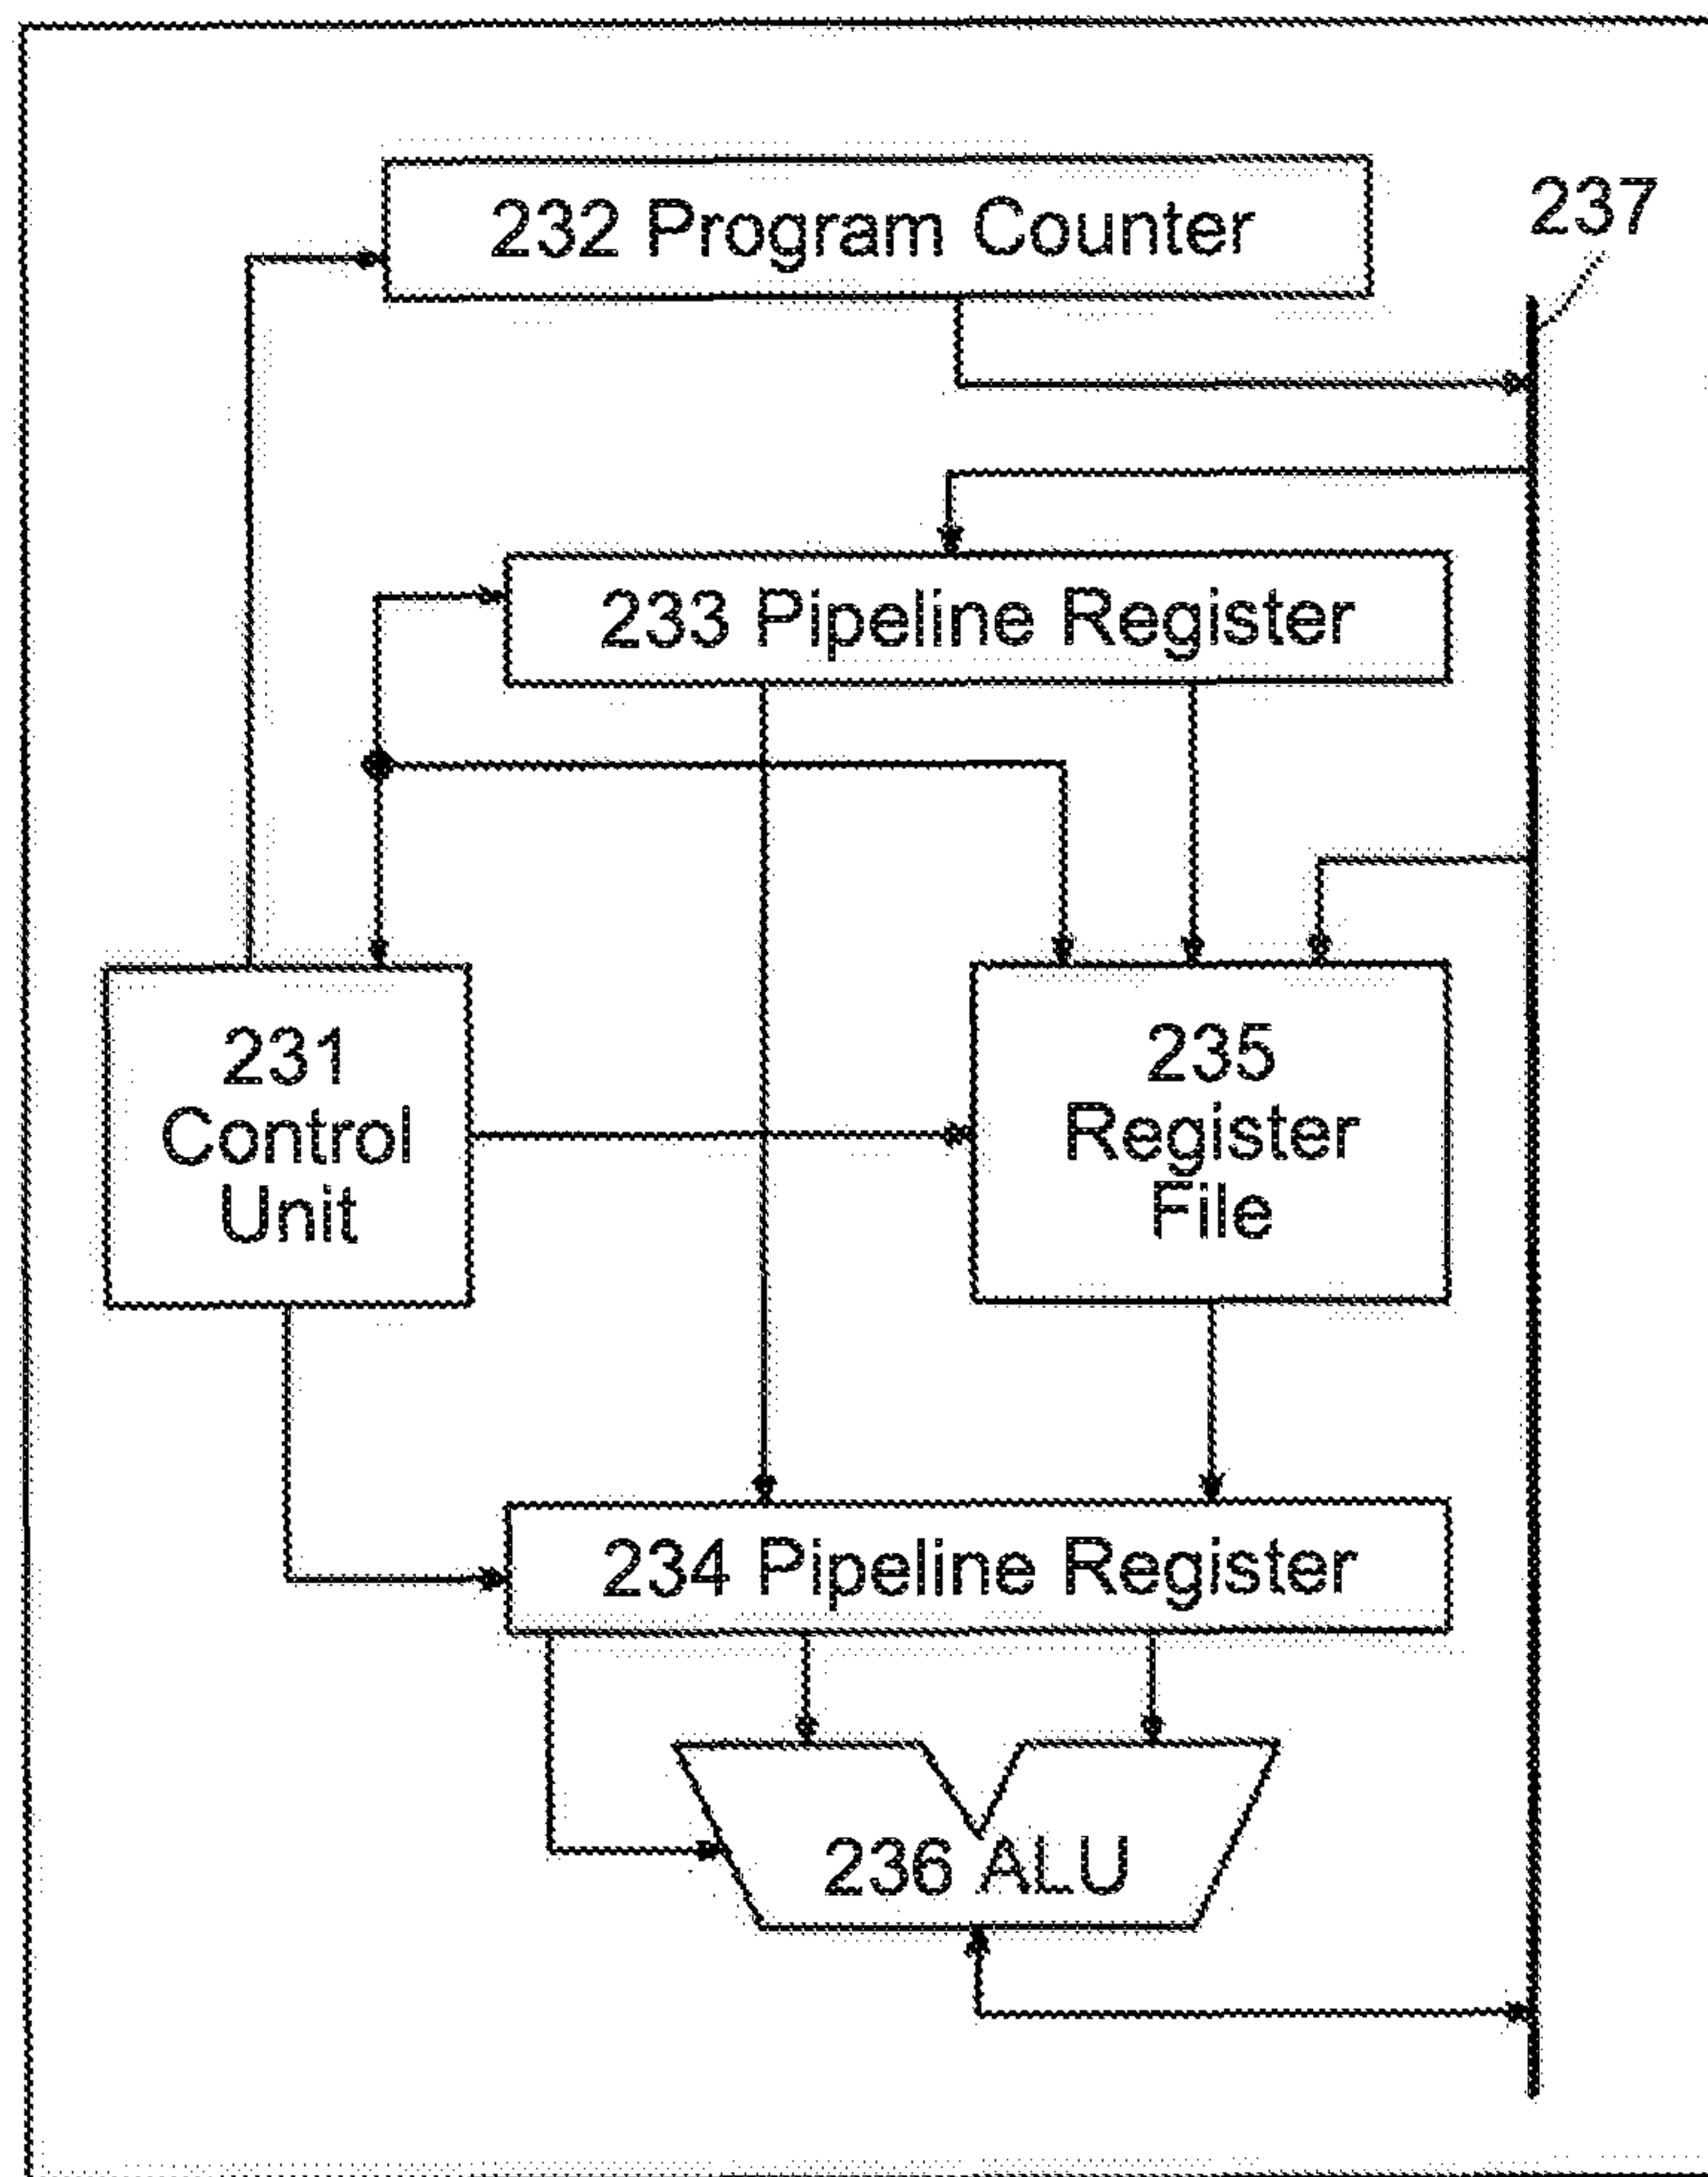 232 Program Counter
237
233 Pipeline Register
231
Control
Unit
235
Register
File
234 Pipeline Register
236 ALU